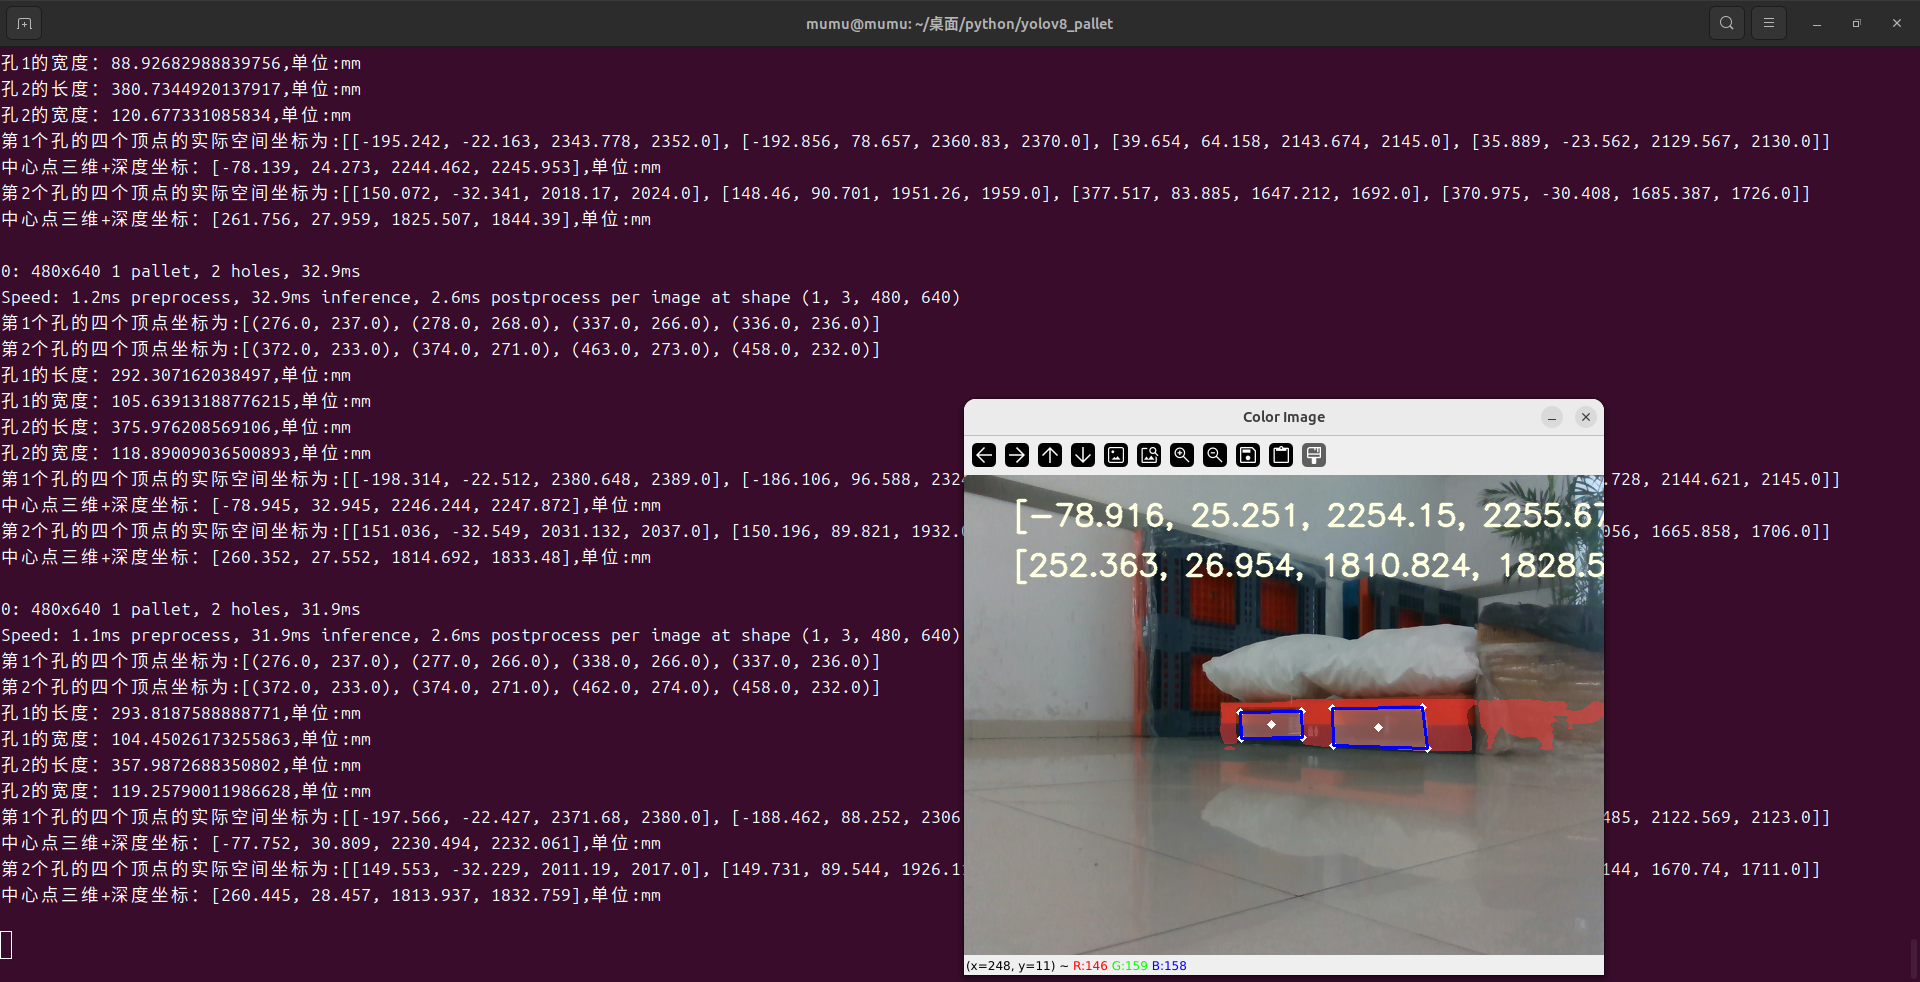 mumu@mumu: ~/桌面/python/yolov8_pallet
孔1的宽度: 88.92682988839756,单位:mm
孔2的长度: 380.7344920137917,单位:mm
孔2的宽度: 120.677331085834,单位:mm
第1个孔的四个顶点的实际空间坐标为:[[-195.242, -22.163, 2343.778, 2352.0], [-192.856, 78.657, 2360.83, 2370.0], [39.654, 64.158, 2143.674, 2145.0], [35.889, -23.562, 2129.567, 2130.0]]
中心点三维+深度坐标: [-78.139, 24.273, 2244.462, 2245.953],单位:mm
第2个孔的四个顶点的实际空间坐标为:[[150.072, -32.341, 2018.17, 2024.0], [148.46, 90.701, 1951.26, 1959.0], [377.517, 83.885, 1647.212, 1692.0], [370.975, -30.408, 1685.387, 1726.0]]
中心点三维+深度坐标: [261.756, 27.959, 1825.507, 1844.39],单位:mm
0: 480x640 1 pallet, 2 holes, 32.9ms
Speed: 1.2ms preprocess, 32.9ms inference, 2.6ms postprocess per image at shape (1, 3, 480, 640)
第1个孔的四个顶点坐标为:[(276.0, 237.0), (278.0, 268.0), (337.0, 266.0), (336.0, 236.0)]
第2个孔的四个顶点坐标为:[(372.0, 233.0), (374.0, 271.0), (463.0, 273.0), (458.0, 232.0)]
孔1的长度: 292.307162038497,单位:mm
孔1的宽度: 105.63913188776215,单位:mm
孔2的长度: 375.976208569106,单位:mm
孔2的宽度: 118.89009036500893,单位:mm
第1个孔的四个顶点的实际空间坐标为:[[-198.314, -22.512, 2380.648, 2389.0], [-186.106, 96.588, 232 .728, 2144.621, 2145.0]]
中心点三维+深度坐标: [-78.945, 32.945, 2246.244, 2247.872],单位:mm
第2个孔的四个顶点的实际空间坐标为:[[151.036, -32.549, 2031.132, 2037.0], [150.196, 89.821, 1932. 056, 1665.858, 1706.0]]
中心点三维+深度坐标: [260.352, 27.552, 1814.692, 1833.48],单位:mm
0: 480x640 1 pallet, 2 holes, 31.9ms
Speed: 1.1ms preprocess, 31.9ms inference, 2.6ms postprocess per image at shape (1, 3, 480, 640)
第1个孔的四个顶点坐标为:[(276.0, 237.0), (277.0, 266.0), (338.0, 266.0), (337.0, 236.0)]
第2个孔的四个顶点坐标为:[(372.0, 233.0), (374.0, 271.0), (462.0, 274.0), (458.0, 232.0)]
孔1的长度: 293.8187588888771,单位:mm
孔1的宽度: 104.45026173255863,单位:mm
孔2的长度: 357.9872688350802,单位:mm
孔2的宽度: 119.25790011986628,单位:mm
第1个孔的四个顶点的实际空间坐标为:[[-197.566, -22.427, 2371.68, 2380.0], [-188.462, 88.252, 2306 485, 2122.569, 2123.0]]
中心点三维+深度坐标: [-77.752, 30.809, 2230.494, 2232.061],单位:mm
第2个孔的四个顶点的实际空间坐标为:[[149.553, -32.229, 2011.19, 2017.0], [149.731, 89.544, 1926.1 144, 1670.74, 1711.0]]
中心点三维+深度坐标: [260.445, 28.457, 1813.937, 1832.759],单位:mm
Color Image
[-78.916, 25.251, 2254.15, 2255.67
[252.363, 26.954, 1810.824, 1828.5
(x=248, y=11) ~ R:146 G:159 B:158